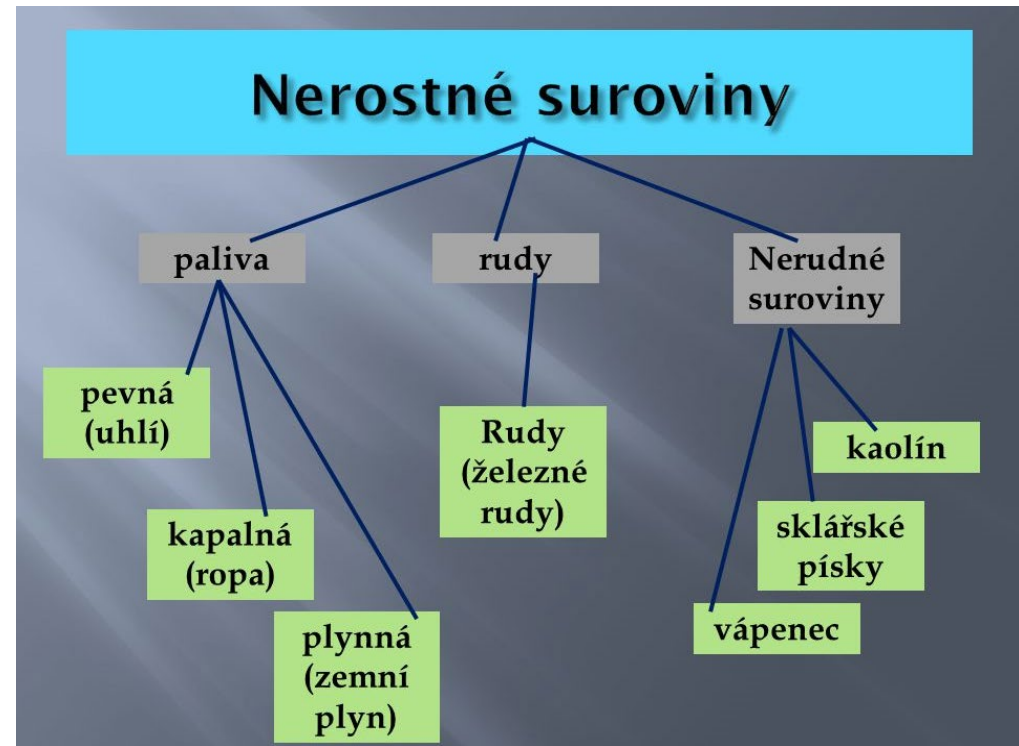 Nerostné suroviny
paliva
rudy
Nerudné
suroviny
pevná
(uhlí)
kapalná
(ropa)
plynná
(zemní
plyn)
Rudy
(železné
rudy)
kaolín
sklářské
písky
vápenec